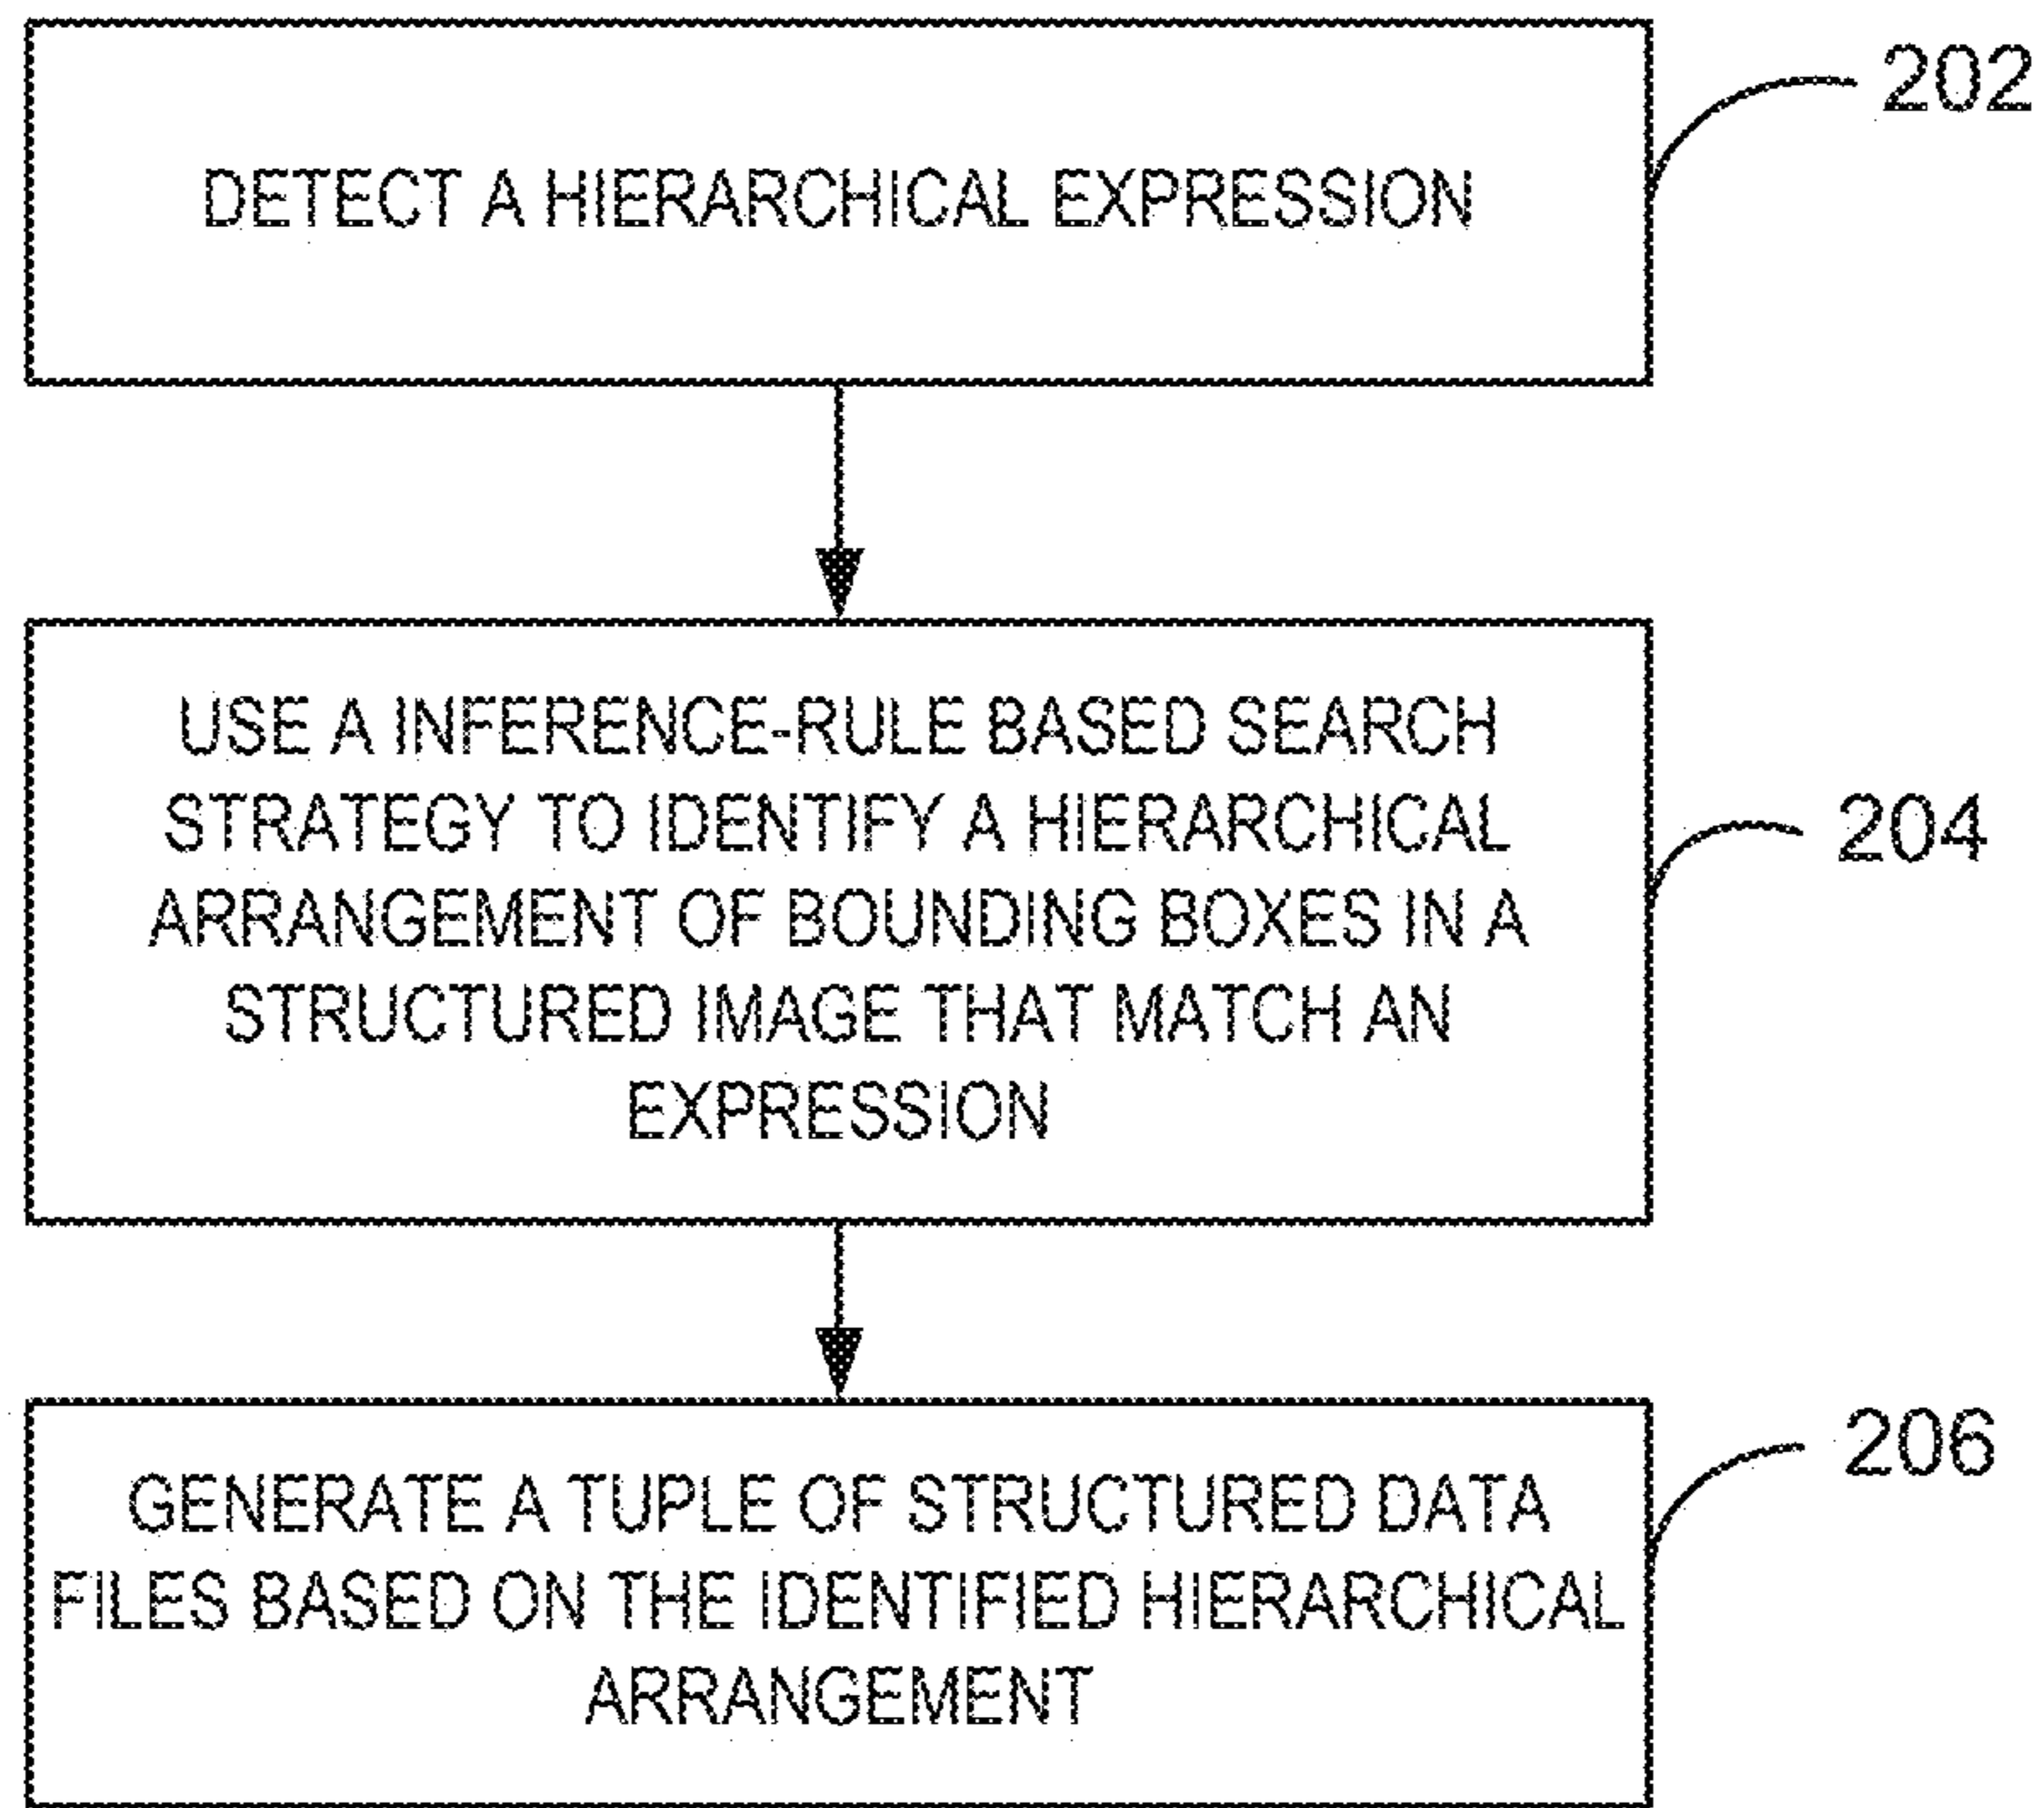 202
DETECT A HIERARCHICAL EXPRESSION
USE A INFERENCE-RULE BASED SEARCH
STRATEGY TO IDENTIFY A HIERARCHICAL
204
ARRANGEMENT OF BOUNDING BOXES IN A
STRUCTURED IMAGE THAT MATCH AN
EXPRESSION
206
GENERATE A TUPLE OF STRUCTURED DATA
FILES BASED ON THE IDENTIFIED HIERARCHICAL
ARRANGEMENT